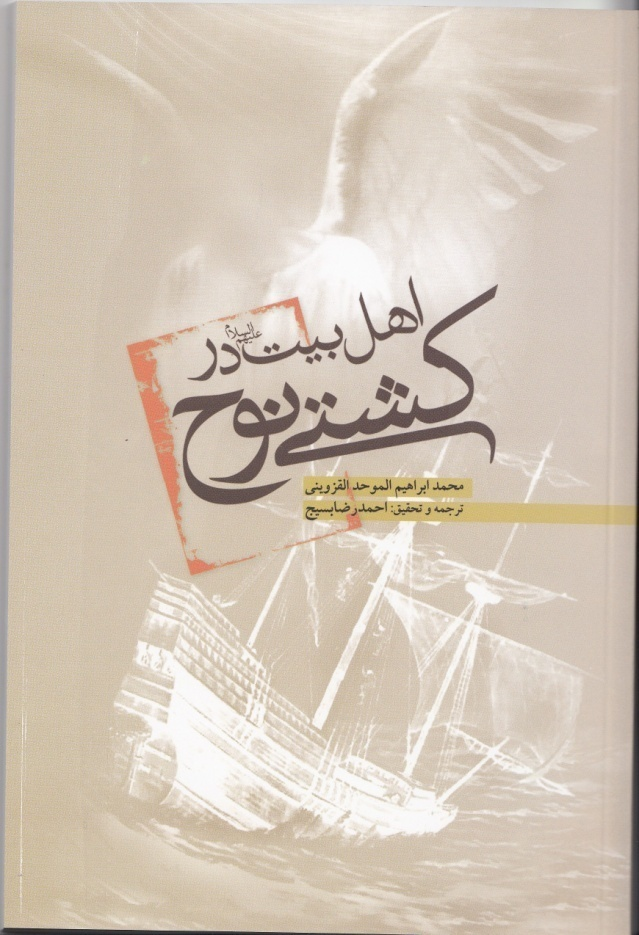 اهل بیت علیهم السلام در
کشتی نوح
محمد ابراهیم الموحد القزوینی
ترجمه و تحقیق: احمدرضا بسیج